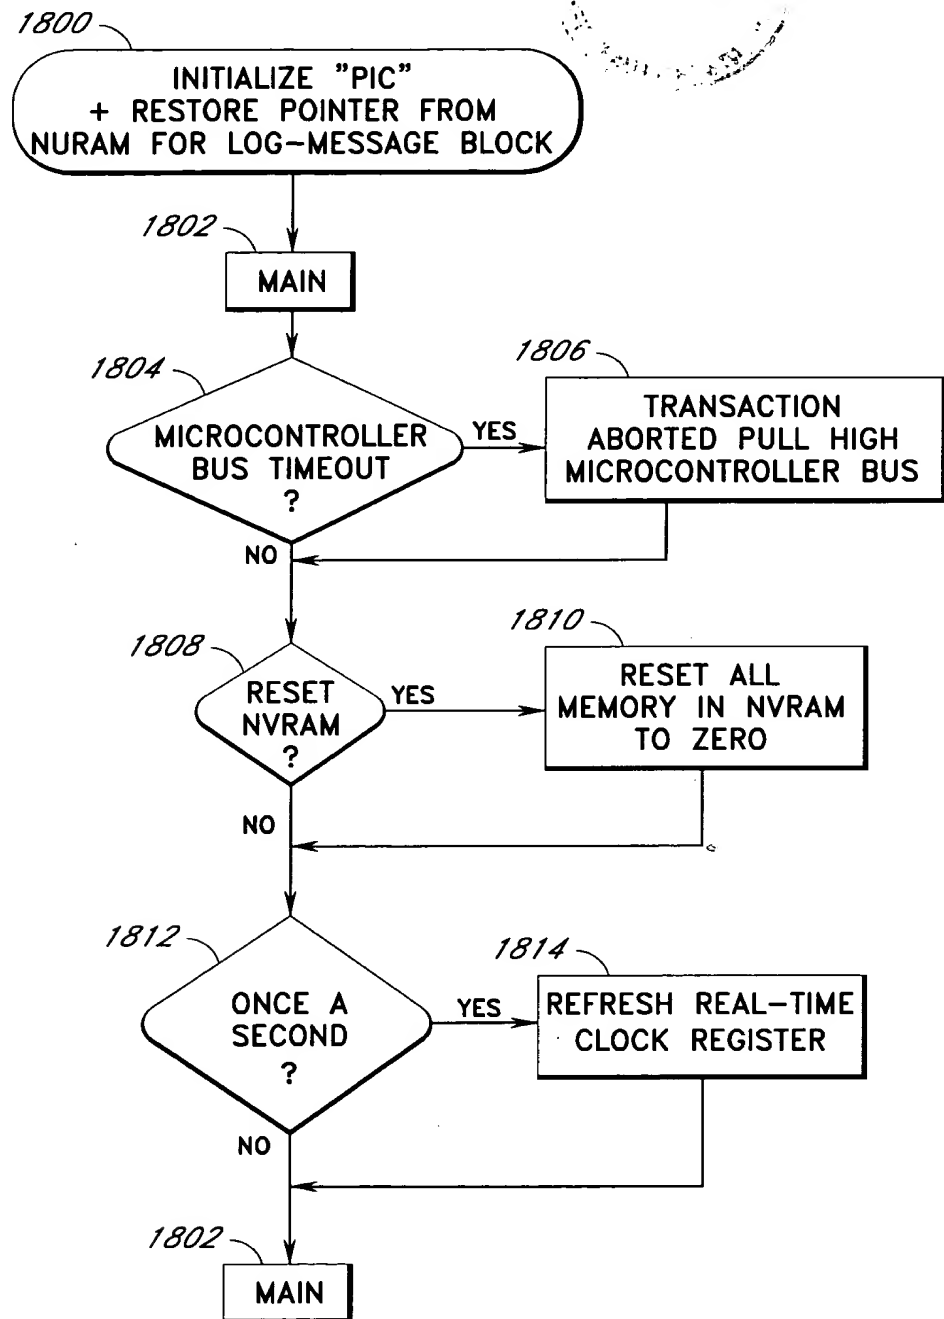 1800
INITIALIZE "PIC"
+ RESTORE POINTER FROM
NURAM FOR LOG-MESSAGE BLOCK
1802
MAIN
1804
MICROCONTROLLER
BUS TIMEOUT
?
YES
1806
TRANSACTION
ABORTED PULL HIGH
MICROCONTROLLER BUS
NO
1808
RESET
NVRAM
?
YES
1810
RESET ALL
MEMORY IN NVRAM
TO ZERO
NO
1812
ONCE A
SECOND
?
YES
1814
REFRESH REAL-TIME
CLOCK REGISTER
NO
1802
MAIN